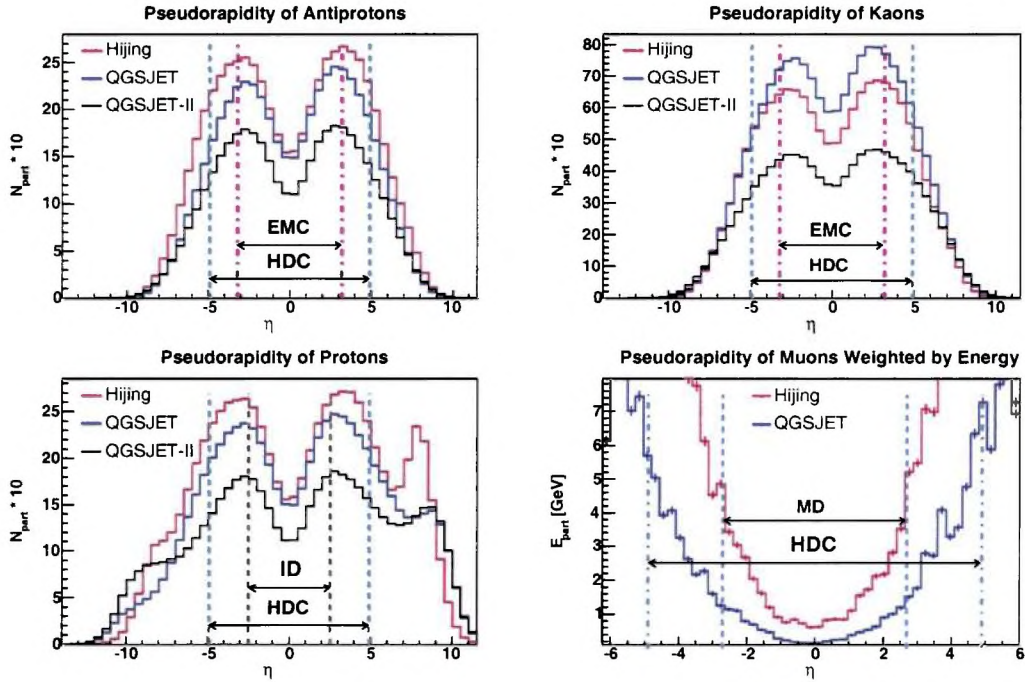 Pseudorapidity of Antiprotons
Hijing
QGSJET
QGSJET-II
EMC
HDC
N_part * 10
25
20
15
10
5
0
-10
-5
0
5
10
η
Pseudorapidity of Kaons
Hijing
QGSJET
QGSJET-II
EMC
HDC
N_part * 10
80
70
60
50
40
30
20
10
0
-10
-5
0
5
10
η
Pseudorapidity of Protons
Hijing
QGSJET
QGSJET-II
ID
HDC
N_part * 10
25
20
15
10
5
0
-10
-5
0
5
10
η
Pseudorapidity of Muons Weighted by Energy
Hijing
QGSJET
MD
HDC
E_part [GeV]
7
6
5
4
3
2
1
-6
-4
-2
0
2
4
6
η